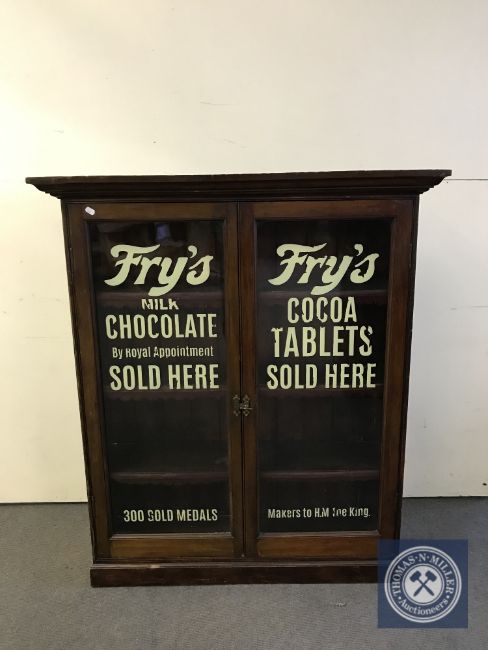 Fry's
MILK
CHOCOLATE
By Royal Appointment
SOLD HERE
300 GOLD MEDALS
Fry's
COCOA
TABLETS
SOLD HERE
Makers to H.M The King.
THOMAS·N·MILLER
Auctioneers